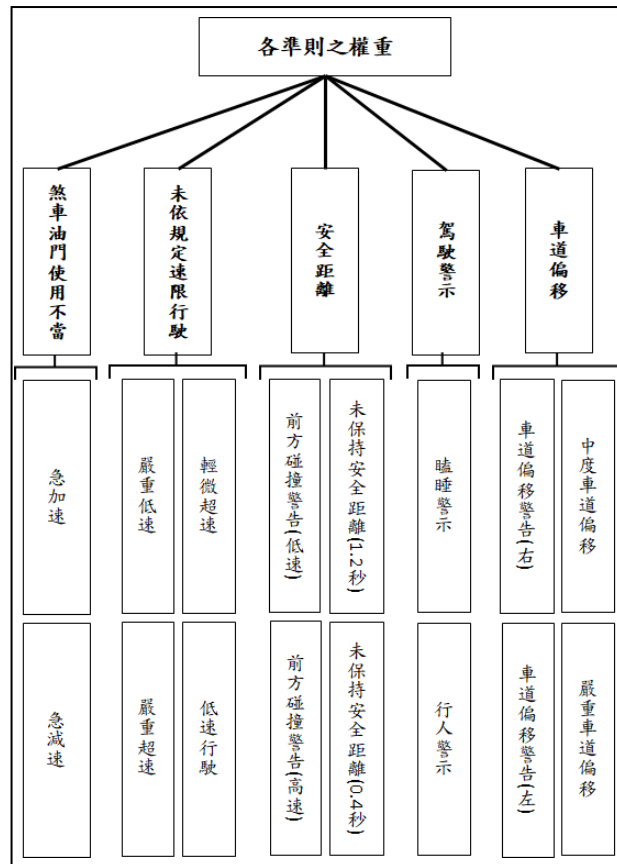 各準則之權重
煞車油門使用不當
未依規定速限行駛
安全距離
駕駛警示
車道偏移
急加速
嚴重低速
輕微超速
前方碰撞警告(低速)
未保持安全距離(1.2秒)
瞌睡警示
車道偏移警告(右)
中度車道偏移
急減速
嚴重超速
低速行駛
前方碰撞警告(高速)
未保持安全距離(0.4秒)
行人警示
車道偏移警告(左)
嚴重車道偏移